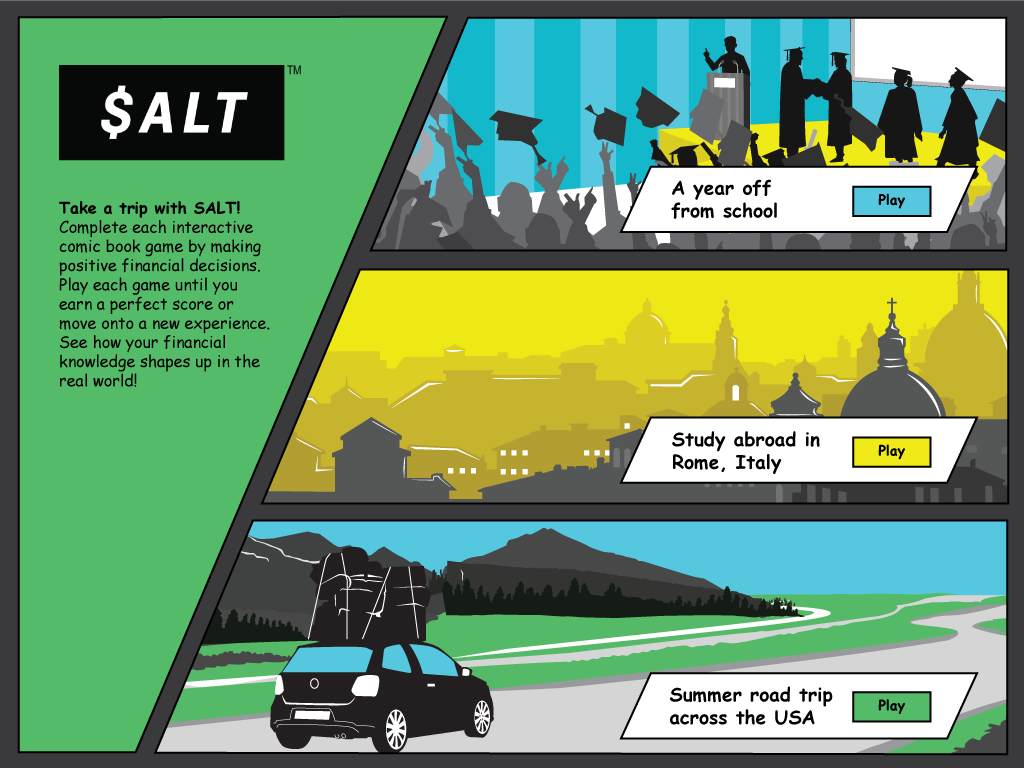 $ALT TM
Take a trip with SALT!
Complete each interactive
comic book game by making
positive financial decisions.
Play each game until you
earn a perfect score or
move onto a new experience.
See how your financial
knowledge shapes up in the
real world!
A year off
from school
Play
Study abroad in
Rome, Italy
Play
Summer road trip
across the USA
Play